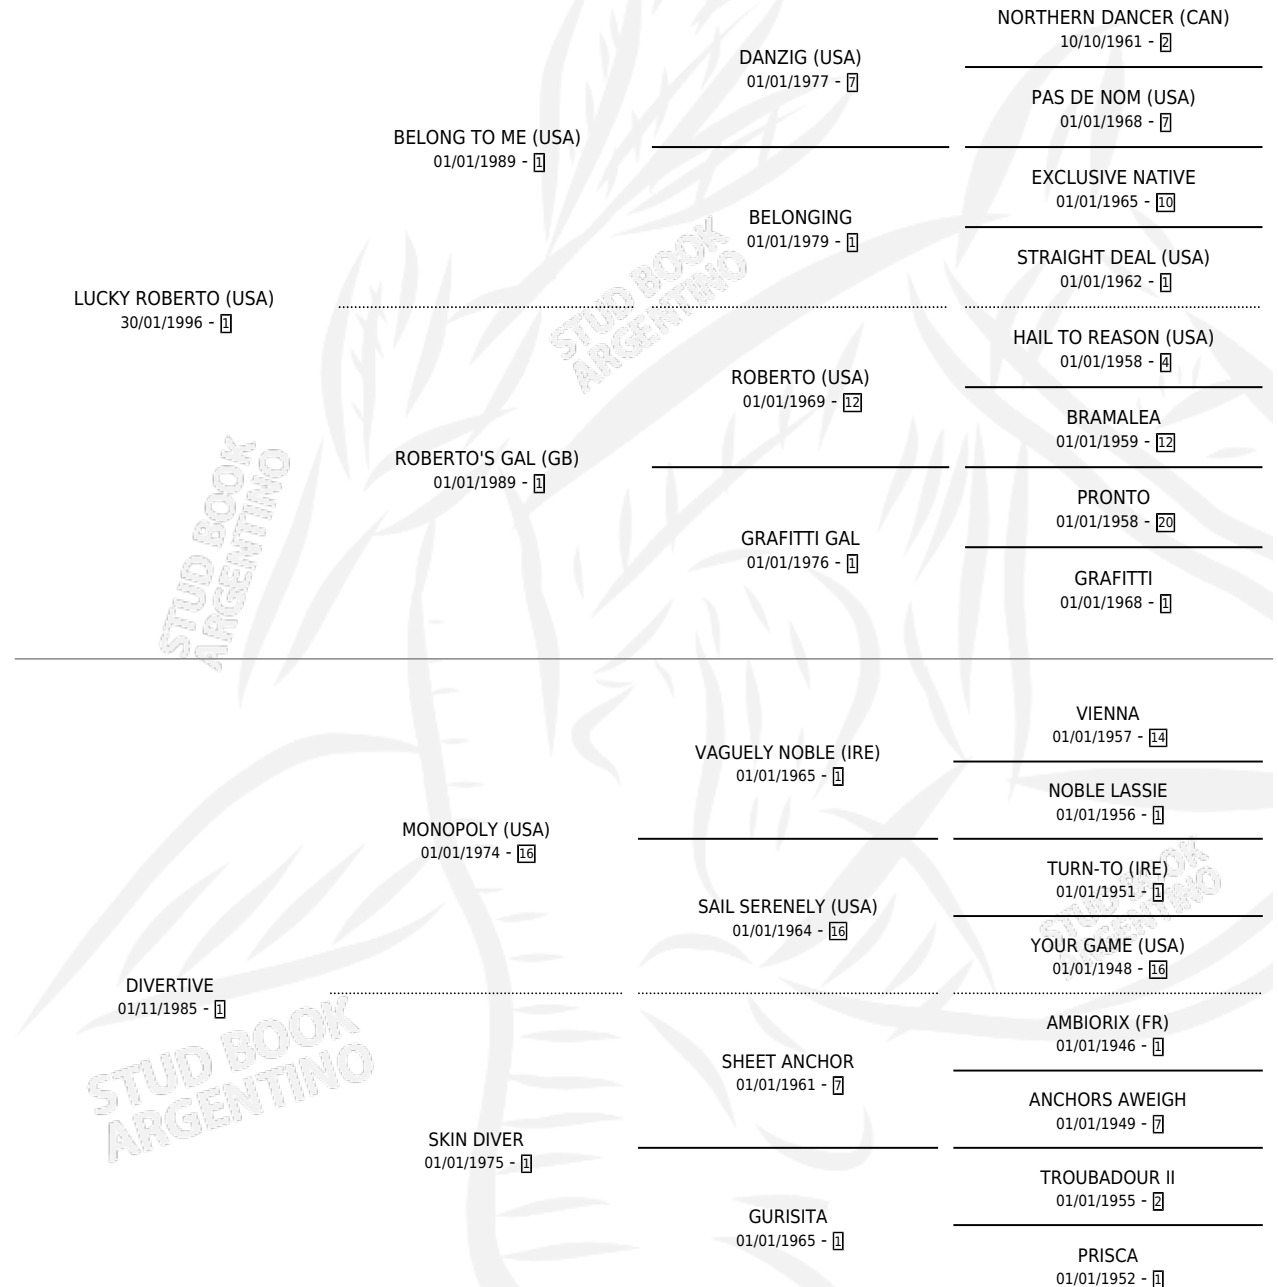 NORTHERN DANCER (CAN)
10/10/1961 - 2
DANZIG (USA)
01/01/1977 - 7
PAS DE NOM (USA)
01/01/1968 - 7
BELONG TO ME (USA)
01/01/1989 - 1
EXCLUSIVE NATIVE
01/01/1965 - 10
BELONGING
01/01/1979 - 1
STRAIGHT DEAL (USA)
01/01/1962 - 1
LUCKY ROBERTO (USA)
30/01/1996 - 1
HAIL TO REASON (USA)
01/01/1958 - 4
ROBERTO (USA)
01/01/1969 - 12
BRAMALEA
01/01/1959 - 12
ROBERTO'S GAL (GB)
01/01/1989 - 1
PRONTO
01/01/1958 - 20
GRAFITTI GAL
01/01/1976 - 1
GRAFITTI
01/01/1968 - 1
STUD BOOK
ARGENTINO
STUD BOOK
ARGENTINO
VIENNA
01/01/1957 - 14
VAGUELY NOBLE (IRE)
01/01/1965 - 1
NOBLE LASSIE
01/01/1956 - 1
MONOPOLY (USA)
01/01/1974 - 16
TURN-TO (IRE)
01/01/1951 - 1
SAIL SERENELY (USA)
01/01/1964 - 16
YOUR GAME (USA)
01/01/1948 - 16
STUD BOOK
ARGENTINO
DIVERTIVE
01/11/1985 - 1
AMBIORIX (FR)
01/01/1946 - 1
SHEET ANCHOR
01/01/1961 - 7
ANCHORS AWEIGH
01/01/1949 - 7
STUD BOOK
ARGENTINO
SKIN DIVER
01/01/1975 - 1
TROUBADOUR II
01/01/1955 - 2
GURISITA
01/01/1965 - 1
PRISCA
01/01/1952 - 1